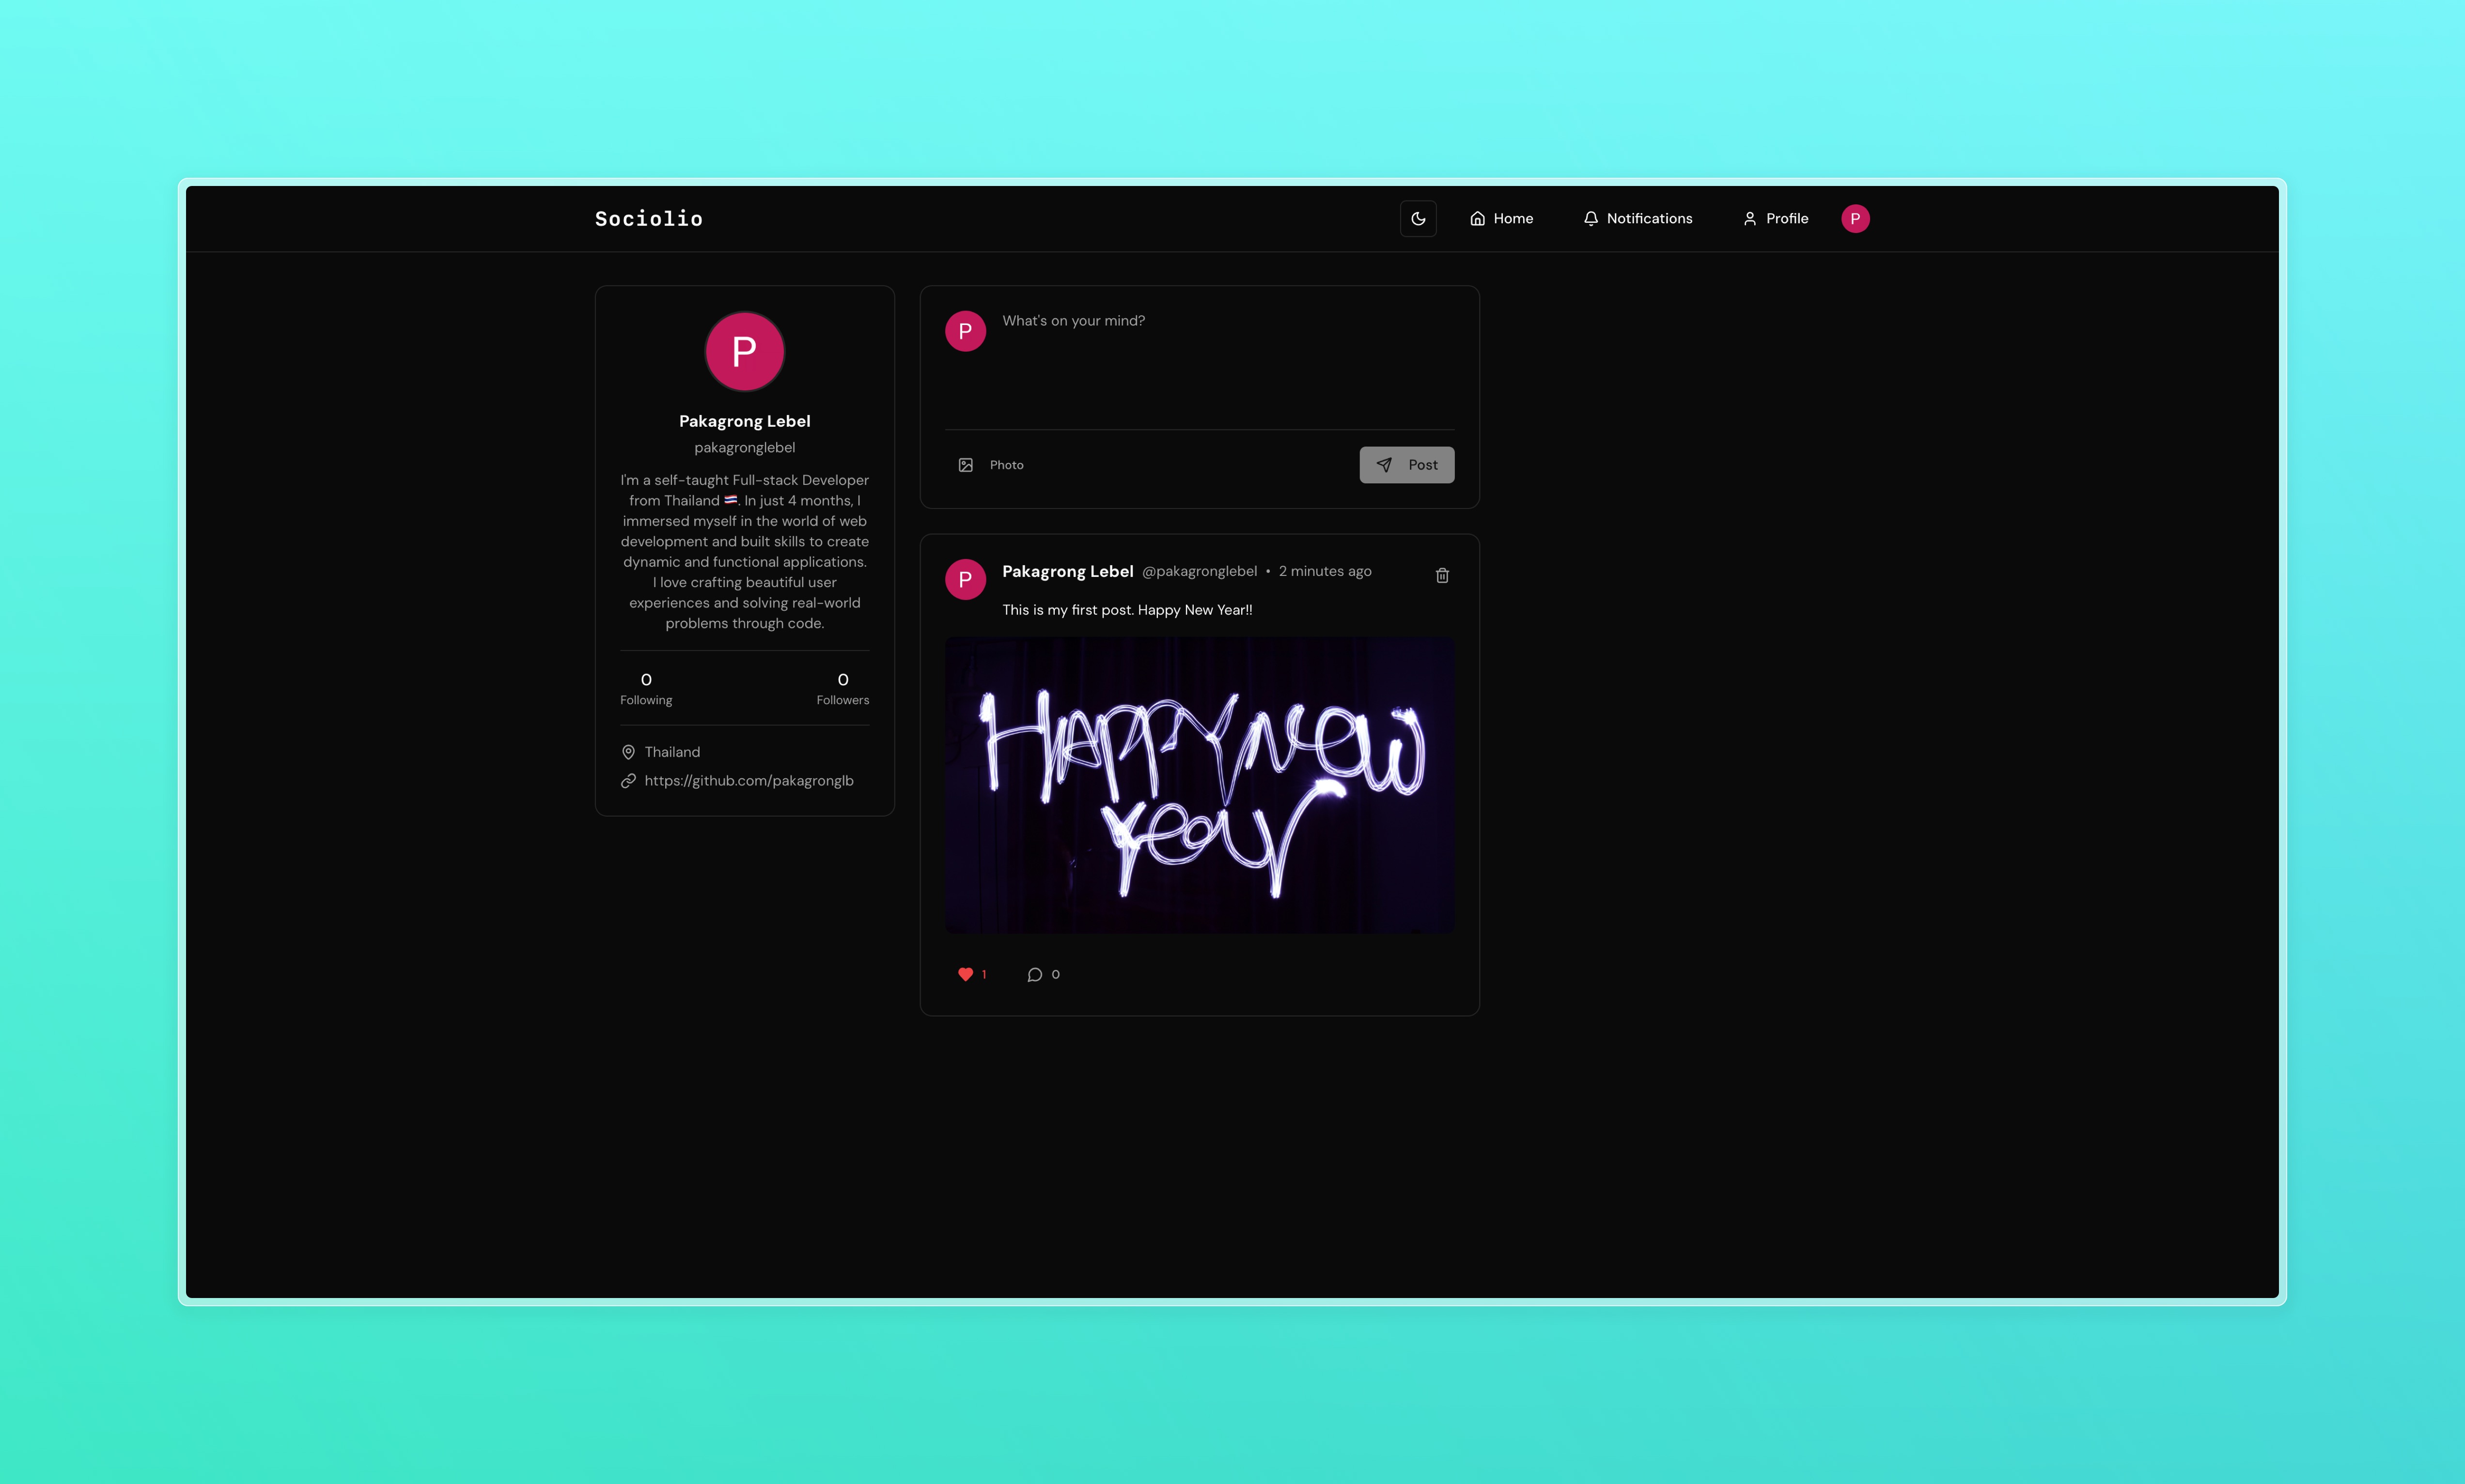 Sociolio
Home
Notifications
Profile
P
P
Pakagrong Lebel
pakagronglebel
I'm a self-taught Full-stack Developer
from Thailand 🇹🇭. In just 4 months, I
immersed myself in the world of web
development and built skills to create
dynamic and functional applications.
I love crafting beautiful user
experiences and solving real-world
problems through code.
0
Following
0
Followers
Thailand
https://github.com/pakagronglb
P
What's on your mind?
Photo
Post
P
Pakagrong Lebel @pakagronglebel • 2 minutes ago
This is my first post. Happy New Year!!
HAPPY New
Year
1
0